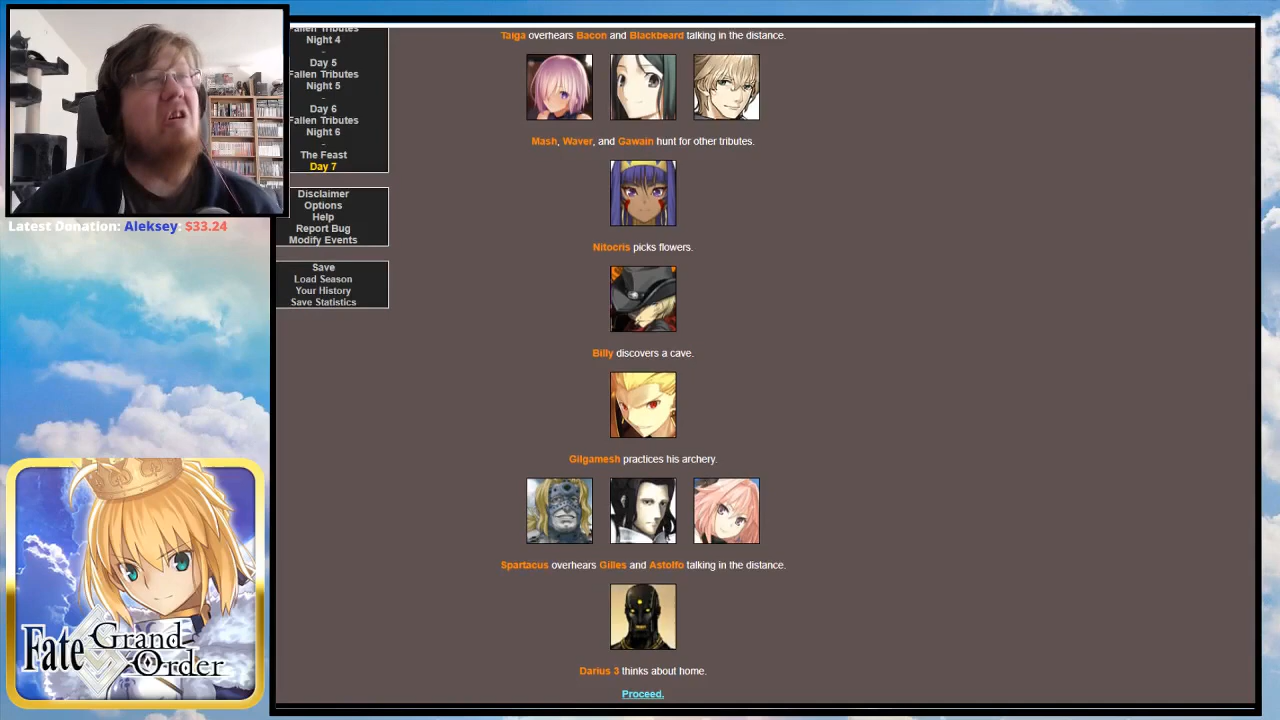 Fallen Tributes
Night 4
-
Day 5
Fallen Tributes
Night 5
-
Day 6
Fallen Tributes
Night 6
-
The Feast
Day 7
Disclaimer
Options
Help
Report Bug
Modify Events
Save
Load Season
Your History
Save Statistics
Latest Donation: Aleksey: $33.24
Fate
Grand
Order
Taiga overhears Bacon and Blackbeard talking in the distance.
Mash, Waver, and Gawain hunt for other tributes.
Nitocris picks flowers.
Billy discovers a cave.
Gilgamesh practices his archery.
Spartacus overhears Gilles and Astolfo talking in the distance.
Darius 3 thinks about home.
Proceed.